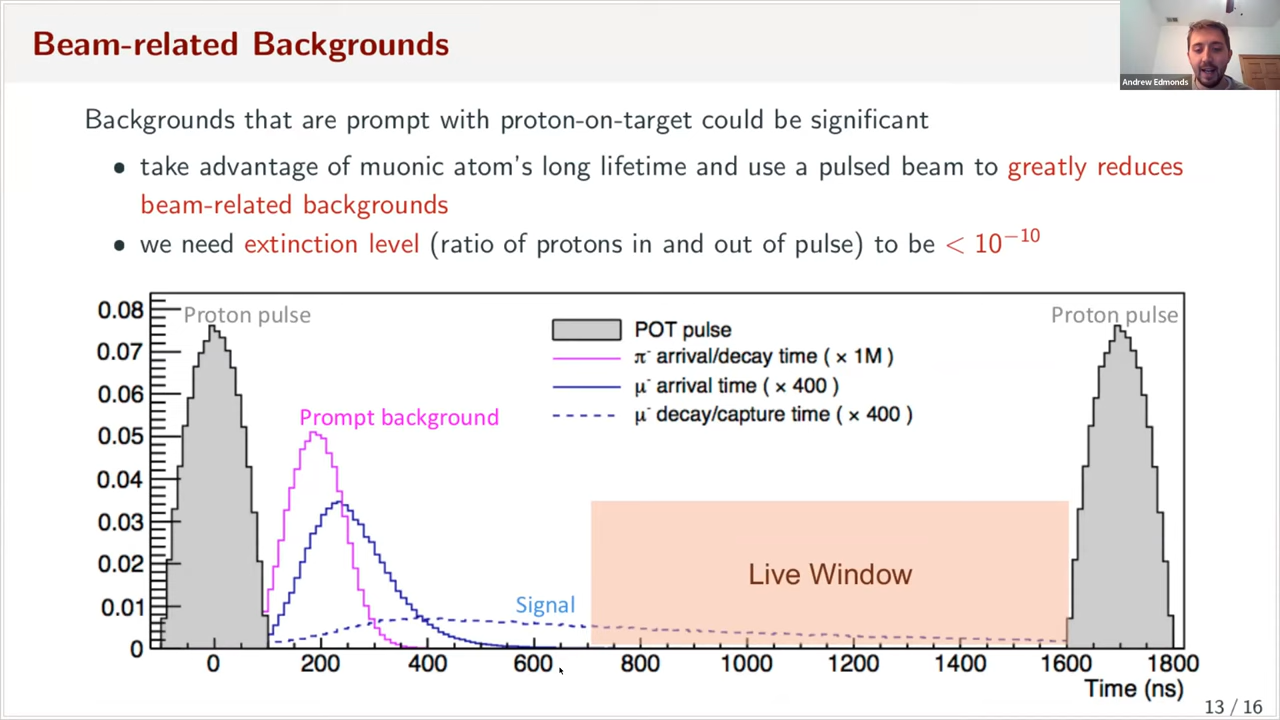 Beam-related Backgrounds
Andrew Edmonds
Backgrounds that are prompt with proton-on-target could be significant
• take advantage of muonic atom's long lifetime and use a pulsed beam to greatly reduces
beam-related backgrounds
• we need extinction level (ratio of protons in and out of pulse) to be < 10⁻¹⁰
0.08
0.07
0.06
0.05
0.04
0.03
0.02
0.01
0
Proton pulse
Proton pulse
POT pulse
π⁻ arrival/decay time ( × 1M )
μ⁻ arrival time ( × 400 )
μ⁻ decay/capture time ( × 400 )
Prompt background
Signal
Live Window
0 200 400 600 800 1000 1200 1400 1600 1800
Time (ns)
13 / 16